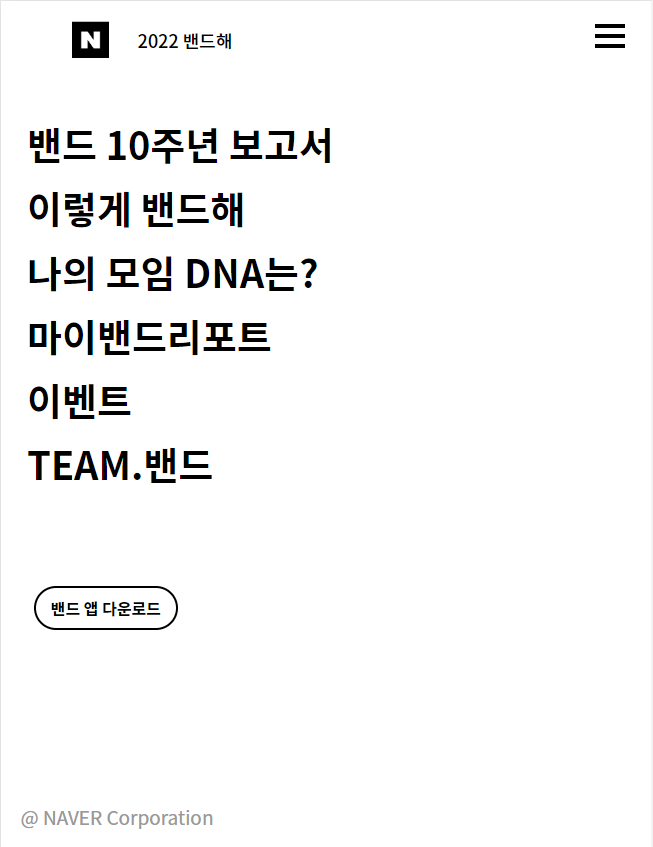 N
2022 밴드해
밴드 10주년 보고서
이렇게 밴드해
나의 모임 DNA는?
마이밴드리포트
이벤트
TEAM.밴드
밴드 앱 다운로드
@ NAVER Corporation